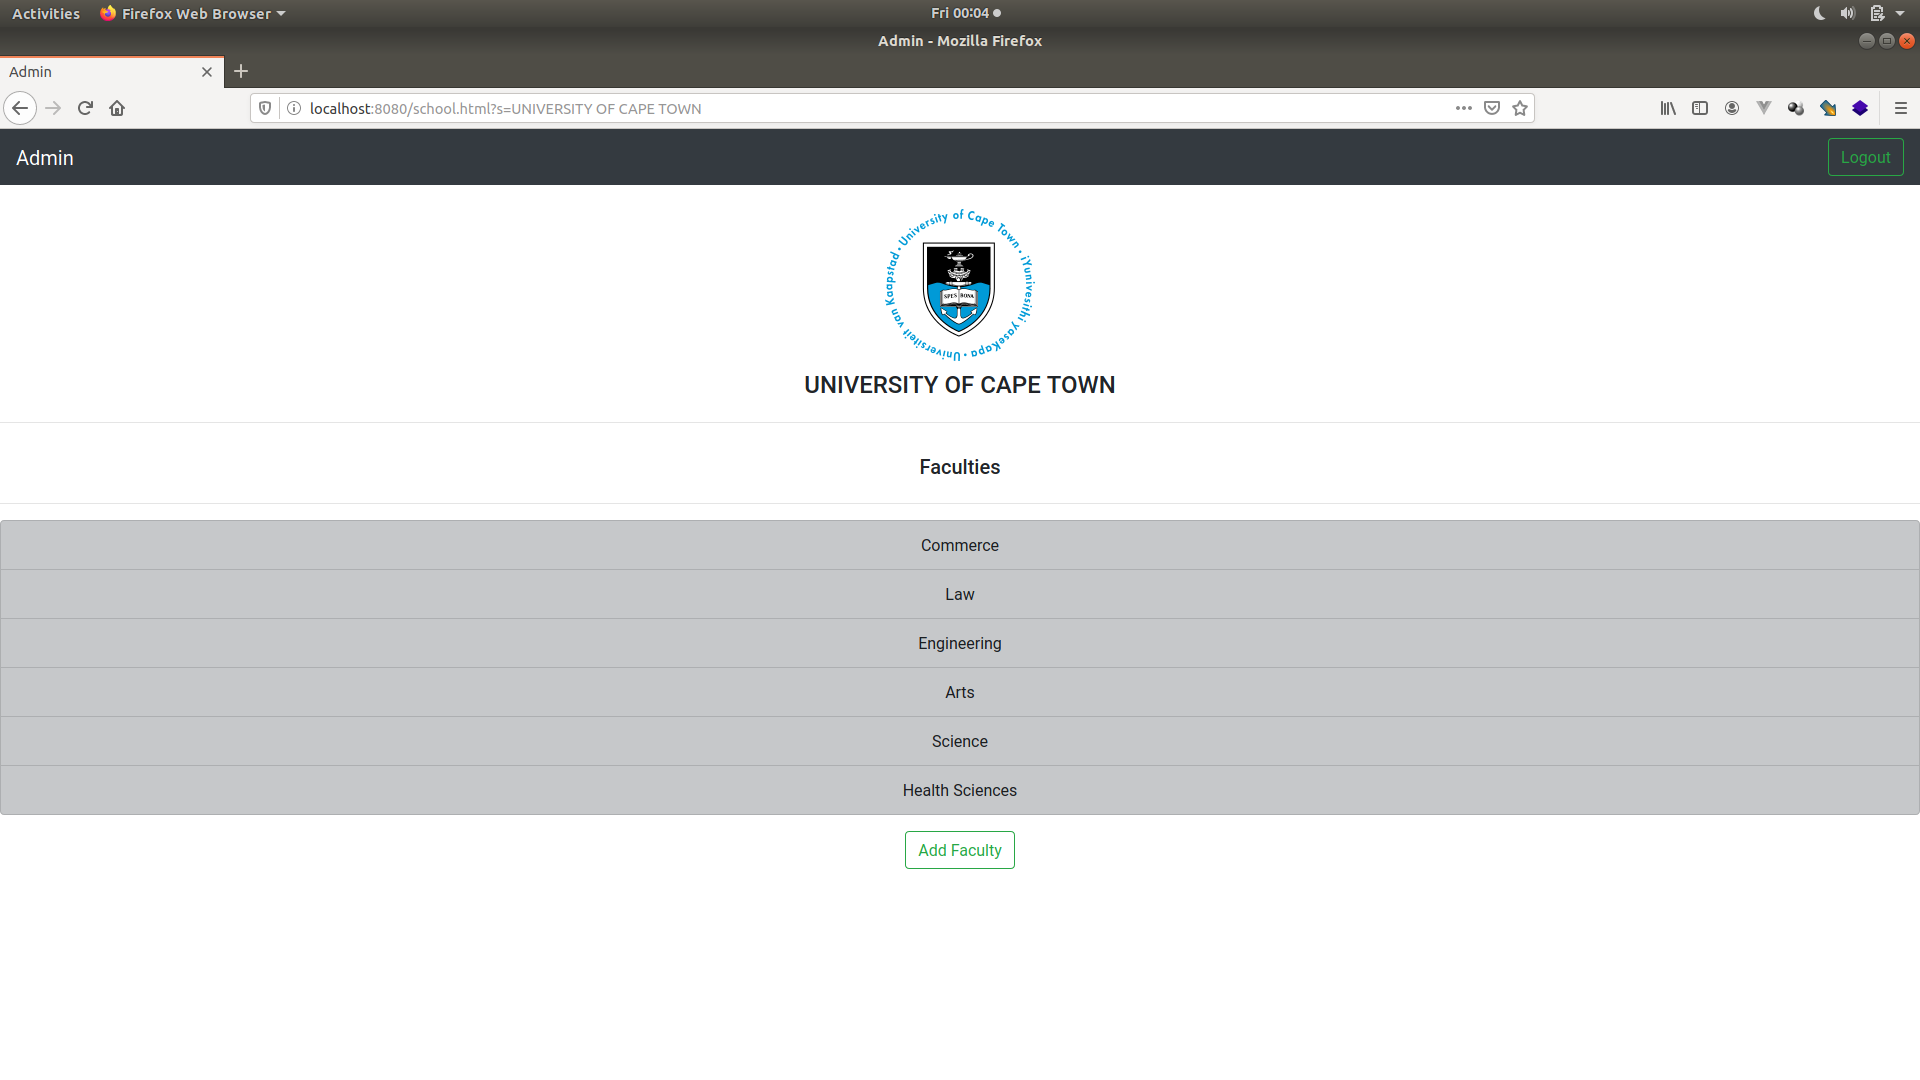 Activities
Firefox Web Browser
Fri 00:04
Admin - Mozilla Firefox
Admin
localhost:8080/school.html?s=UNIVERSITY OF CAPE TOWN
Admin
Logout
University of Cape Town · iYunivesithi yaseKapa · Universiteit van Kaapstad ·
SPES BONA
UNIVERSITY OF CAPE TOWN
Faculties
Commerce
Law
Engineering
Arts
Science
Health Sciences
Add Faculty